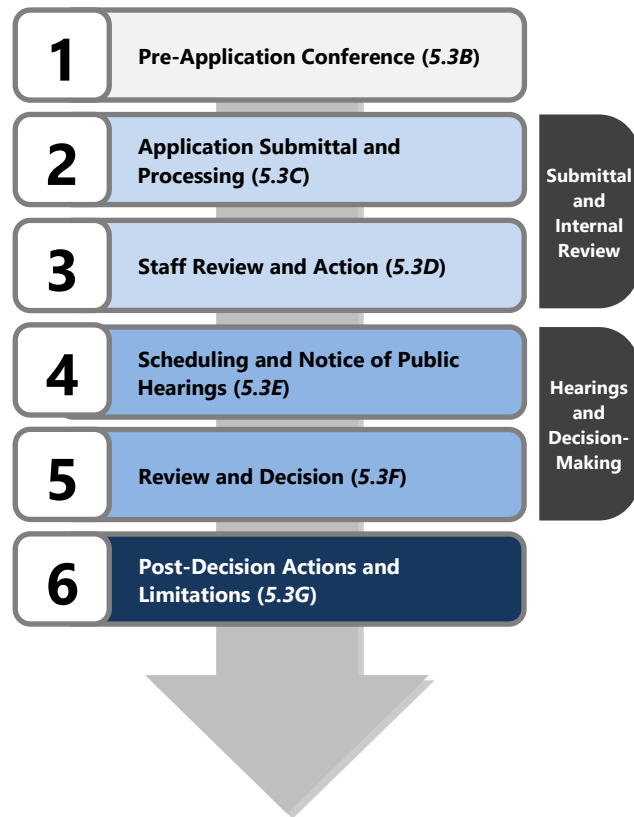 1
Pre-Application Conference (5.3B)
2
Application Submittal and
Processing (5.3C)
3
Staff Review and Action (5.3D)
Submittal
and
Internal
Review
4
Scheduling and Notice of Public
Hearings (5.3E)
5
Review and Decision (5.3F)
Hearings
and
Decision-
Making
6
Post-Decision Actions and
Limitations (5.3G)